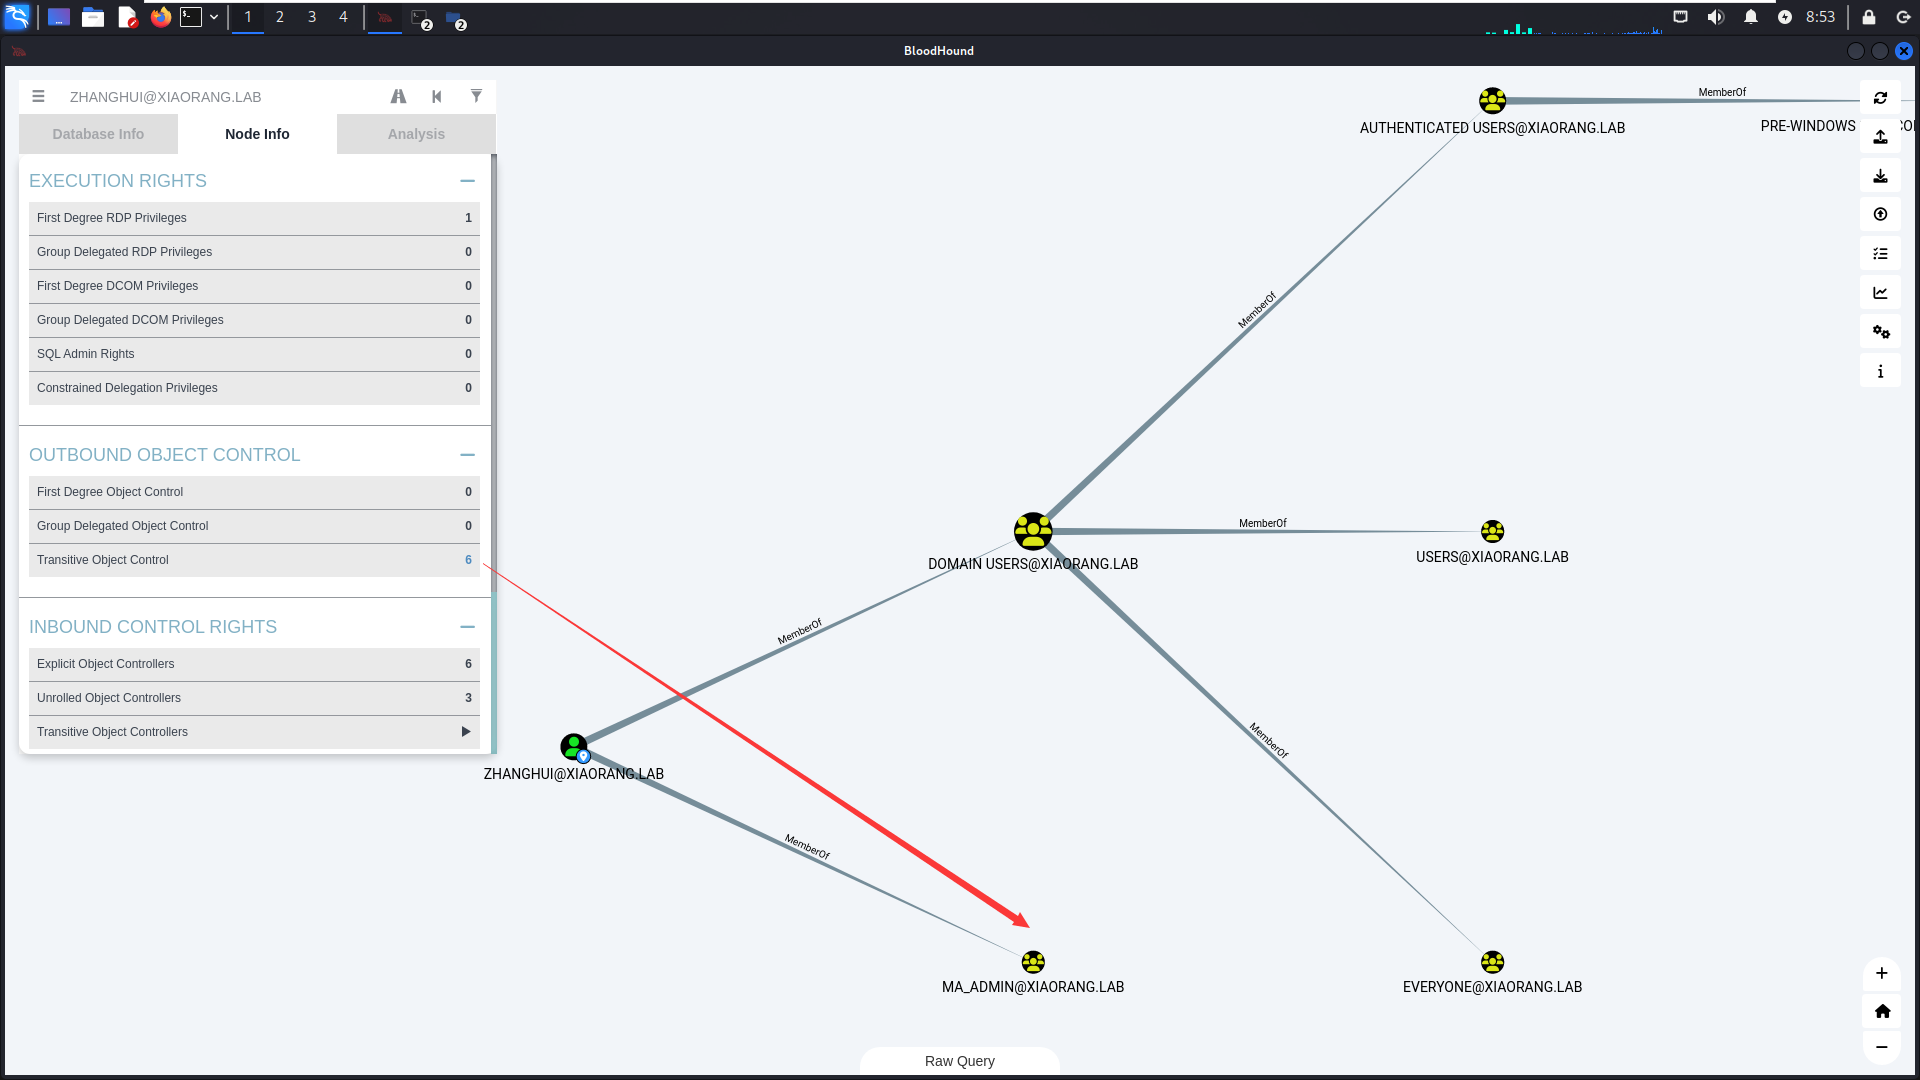 1 2 3 4
2
2
8:53
BloodHound
ZHANGHUI@XIAORANG.LAB
Database Info Node Info Analysis
EXECUTION RIGHTS
First Degree RDP Privileges 1
Group Delegated RDP Privileges 0
First Degree DCOM Privileges 0
Group Delegated DCOM Privileges 0
SQL Admin Rights 0
Constrained Delegation Privileges 0
OUTBOUND OBJECT CONTROL
First Degree Object Control 0
Group Delegated Object Control 0
Transitive Object Control 6
INBOUND CONTROL RIGHTS
Explicit Object Controllers 6
Unrolled Object Controllers 3
Transitive Object Controllers
MemberOf
AUTHENTICATED USERS@XIAORANG.LAB
PRE-WINDOWS
MemberOf
MemberOf
DOMAIN USERS@XIAORANG.LAB
USERS@XIAORANG.LAB
MemberOf
MemberOf
ZHANGHUI@XIAORANG.LAB
MemberOf
MA_ADMIN@XIAORANG.LAB
EVERYONE@XIAORANG.LAB
Raw Query